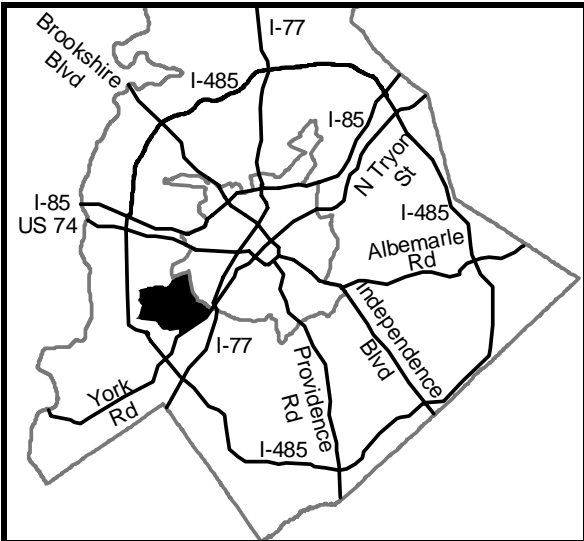 I-77
Brookshire
Blvd
I-485
I-85
N Tryon
St
I-85
US 74
I-485
Albemarle
Rd
Independence
Blvd
I-77
Providence
Rd
York
Rd
I-485